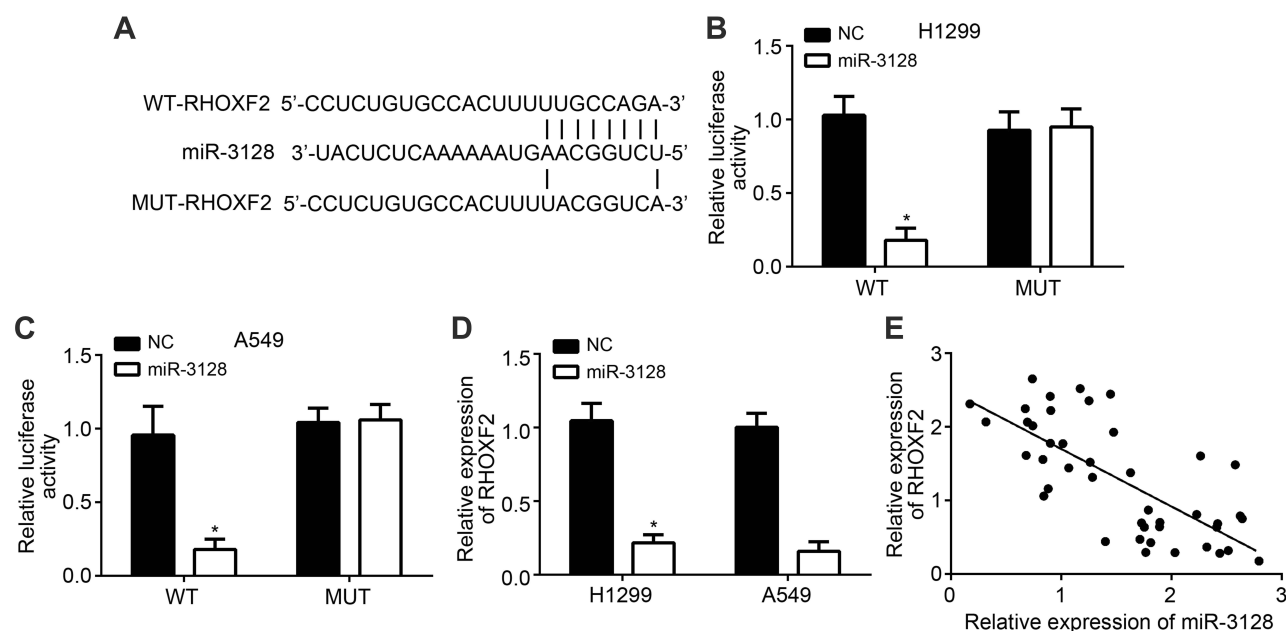 A
WT-RHOXF2 5’-CCUCUGUGCCACUUUUUUGCCAGA-3’
miR-3128 3’-UACUCUCAAAAAAUGAACGGUCU-5’
MUT-RHOXF2 5’-CCUCUGUGCCACUUUUUACGGUCA-3’
B
NC
miR-3128
H1299
Relative luciferase
activity
1.5
1.0
0.5
0.0
*
WT MUT
C
NC
miR-3128
A549
Relative luciferase
activity
1.5
1.0
0.5
0.0
*
WT MUT
D
NC
miR-3128
Relative expression
of RHOXF2
1.5
1.0
0.5
0.0
*
H1299 A549
E
Relative expression
of RHOXF2
3
2
1
0
0 1 2 3
Relative expression of miR-3128